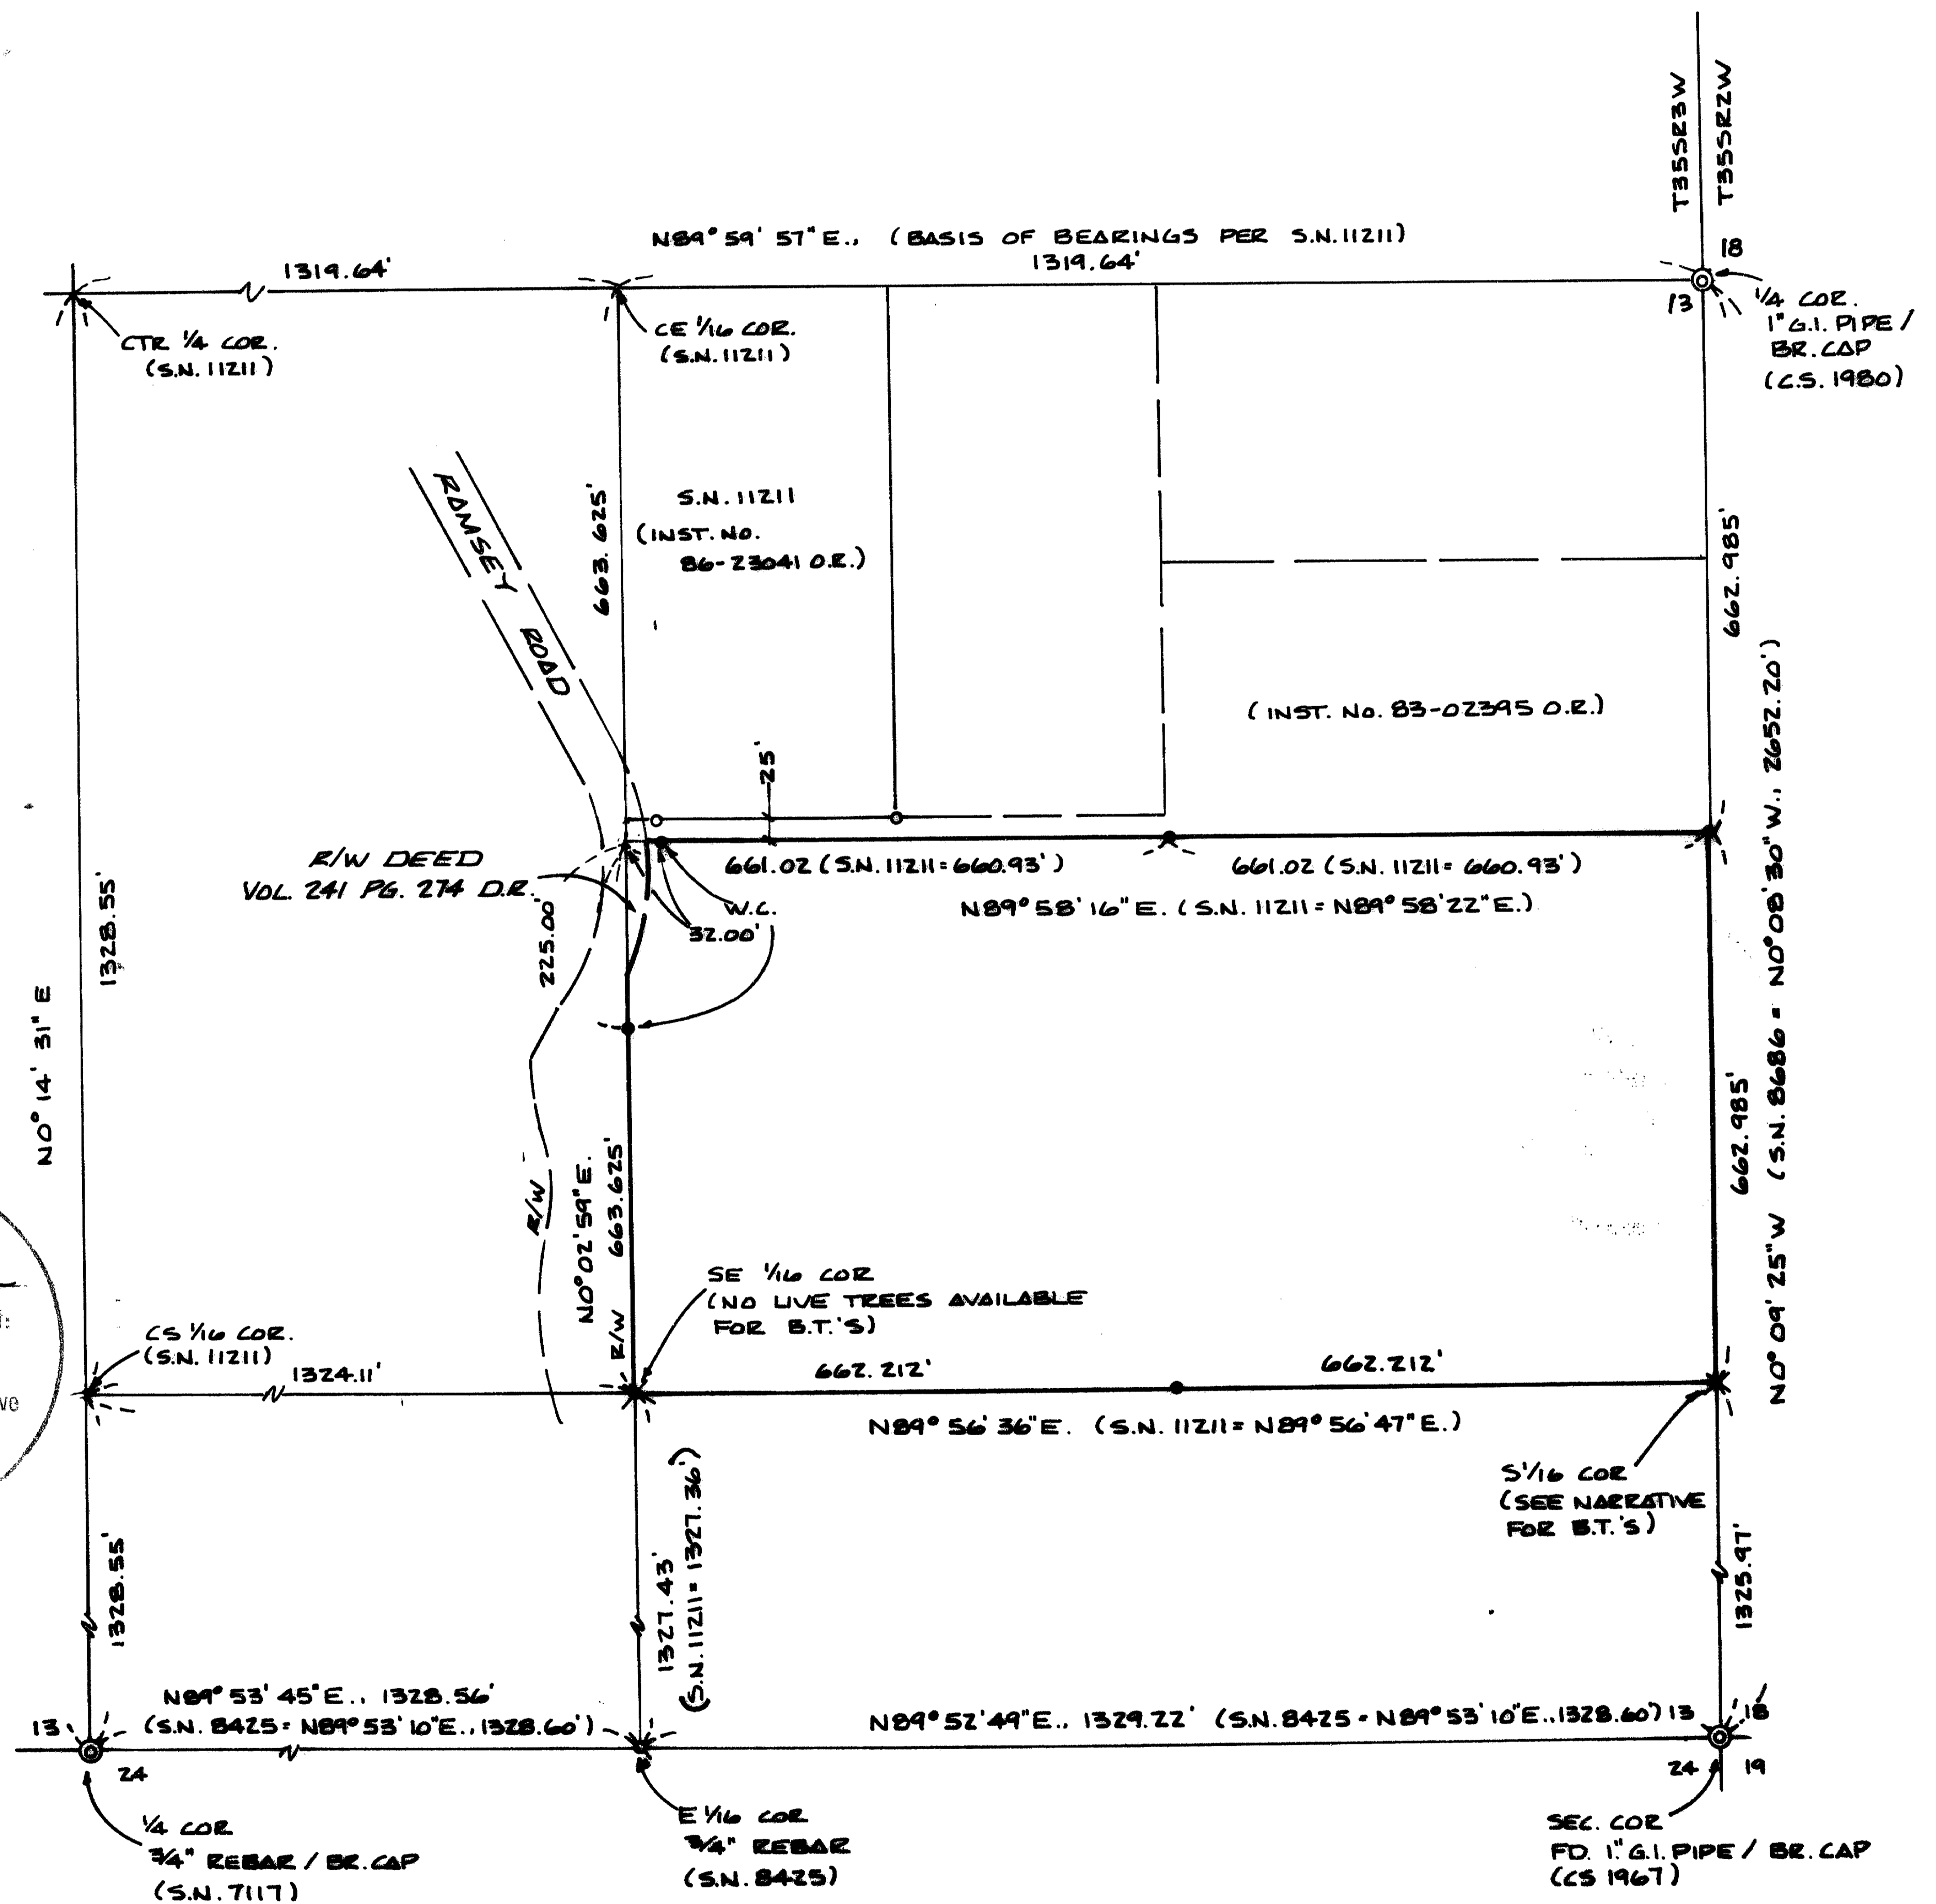 T35SR3W
T35SR2W
N89° 59' 57" E., (BASIS OF BEARINGS PER S.N. 11211)
1319.64'
1319.64'
18
13
1/4 COR.
1" G.I. PIPE /
BR. CAP
(C.S. 1980)
CTR 1/4 COR.
(S.N. 11211)
CE 1/16 COR.
(S.N. 11211)
RAMSEY ROAD
663.625'
S.N. 11211
(INST. NO.
86-23041 O.R.)
662.985'
(INST. No. 83-02395 O.R.)
25'
R/W DEED
VOL. 241 PG. 274 D.R.
661.02 (S.N. 11211 = 660.93')
661.02 (S.N. 11211 = 660.93')
N89° 58' 16" E. (S.N. 11211 = N89° 58' 22" E.)
W.C.
32.00'
225.00'
1328.55'
N0° 14' 31" E
N0° 09' 25" W (S.N. 8686 = N0° 08' 30" W., 2652.20')
662.985'
R/W
N0° 02' 59" E.
R/W 663.625'
SE 1/16 COR
(NO LIVE TREES AVAILABLE
FOR B.T.'S)
CS 1/16 COR.
(S.N. 11211)
1324.11'
662.212'
662.212'
N89° 56' 36" E. (S.N. 11211 = N89° 56' 47" E.)
S 1/16 COR
(SEE NARRATIVE
FOR B.T.'S)
1328.55'
1327.43'
(S.N. 11211 = 1327.36')
1325.97'
N89° 53' 45" E., 1328.56'
(S.N. 8425 = N89° 53' 10" E., 1328.60')
N89° 52' 49" E., 1329.22' (S.N. 8425 = N89° 53' 10" E., 1328.60')
13
13
18
24
24
19
1/4 COR
3/4" REBAR / BR. CAP
(S.N. 7117)
E 1/16 COR
3/4" REBAR
(S.N. 8425)
SEC. COR
FD. 1" G.I. PIPE / BR. CAP
(CS 1967)